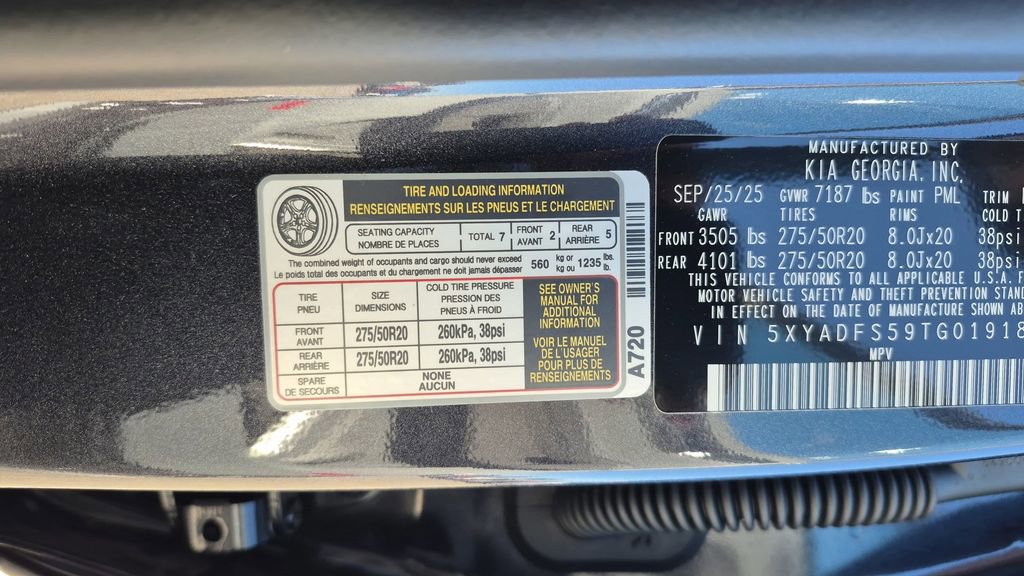 TIRE AND LOADING INFORMATION
RENSEIGNEMENTS SUR LES PNEUS ET LE CHARGEMENT
SEATING CAPACITY
NOMBRE DE PLACES
TOTAL 7
FRONT
AVANT 2
REAR
ARRIÈRE 5
The combined weight of occupants and cargo should never exceed
Le poids total des occupants et du chargement ne doit jamais dépasser
560 kg or
kg ou 1235 lbs.
lb.
TIRE
PNEU
SIZE
DIMENSIONS
COLD TIRE PRESSURE
PRESSION DES
PNEUS À FROID
FRONT
AVANT
275/50R20
260kPa, 38psi
REAR
ARRIÈRE
275/50R20
260kPa, 38psi
SPARE
DE SECOURS
NONE
AUCUN
SEE OWNER'S
MANUAL FOR
ADDITIONAL
INFORMATION
VOIR LE MANUEL
DE L'USAGER
POUR PLUS DE
RENSEIGNEMENTS
A720
MANUFACTURED BY
KIA GEORGIA, INC.
SEP/25/25 GVWR 7187 lbs PAINT PML TRIM
GAWR TIRES RIMS COLD
FRONT 3505 lbs 275/50R20 8.0Jx20 38psi
REAR 4101 lbs 275/50R20 8.0Jx20 38psi
THIS VEHICLE CONFORMS TO ALL APPLICABLE U.S.A. F
MOTOR VEHICLE SAFETY AND THEFT PREVENTION STAN
IN EFFECT ON THE DATE OF MANUFACTURE SHOWN AB
VIN 5XYADFS59TG01918
MPV